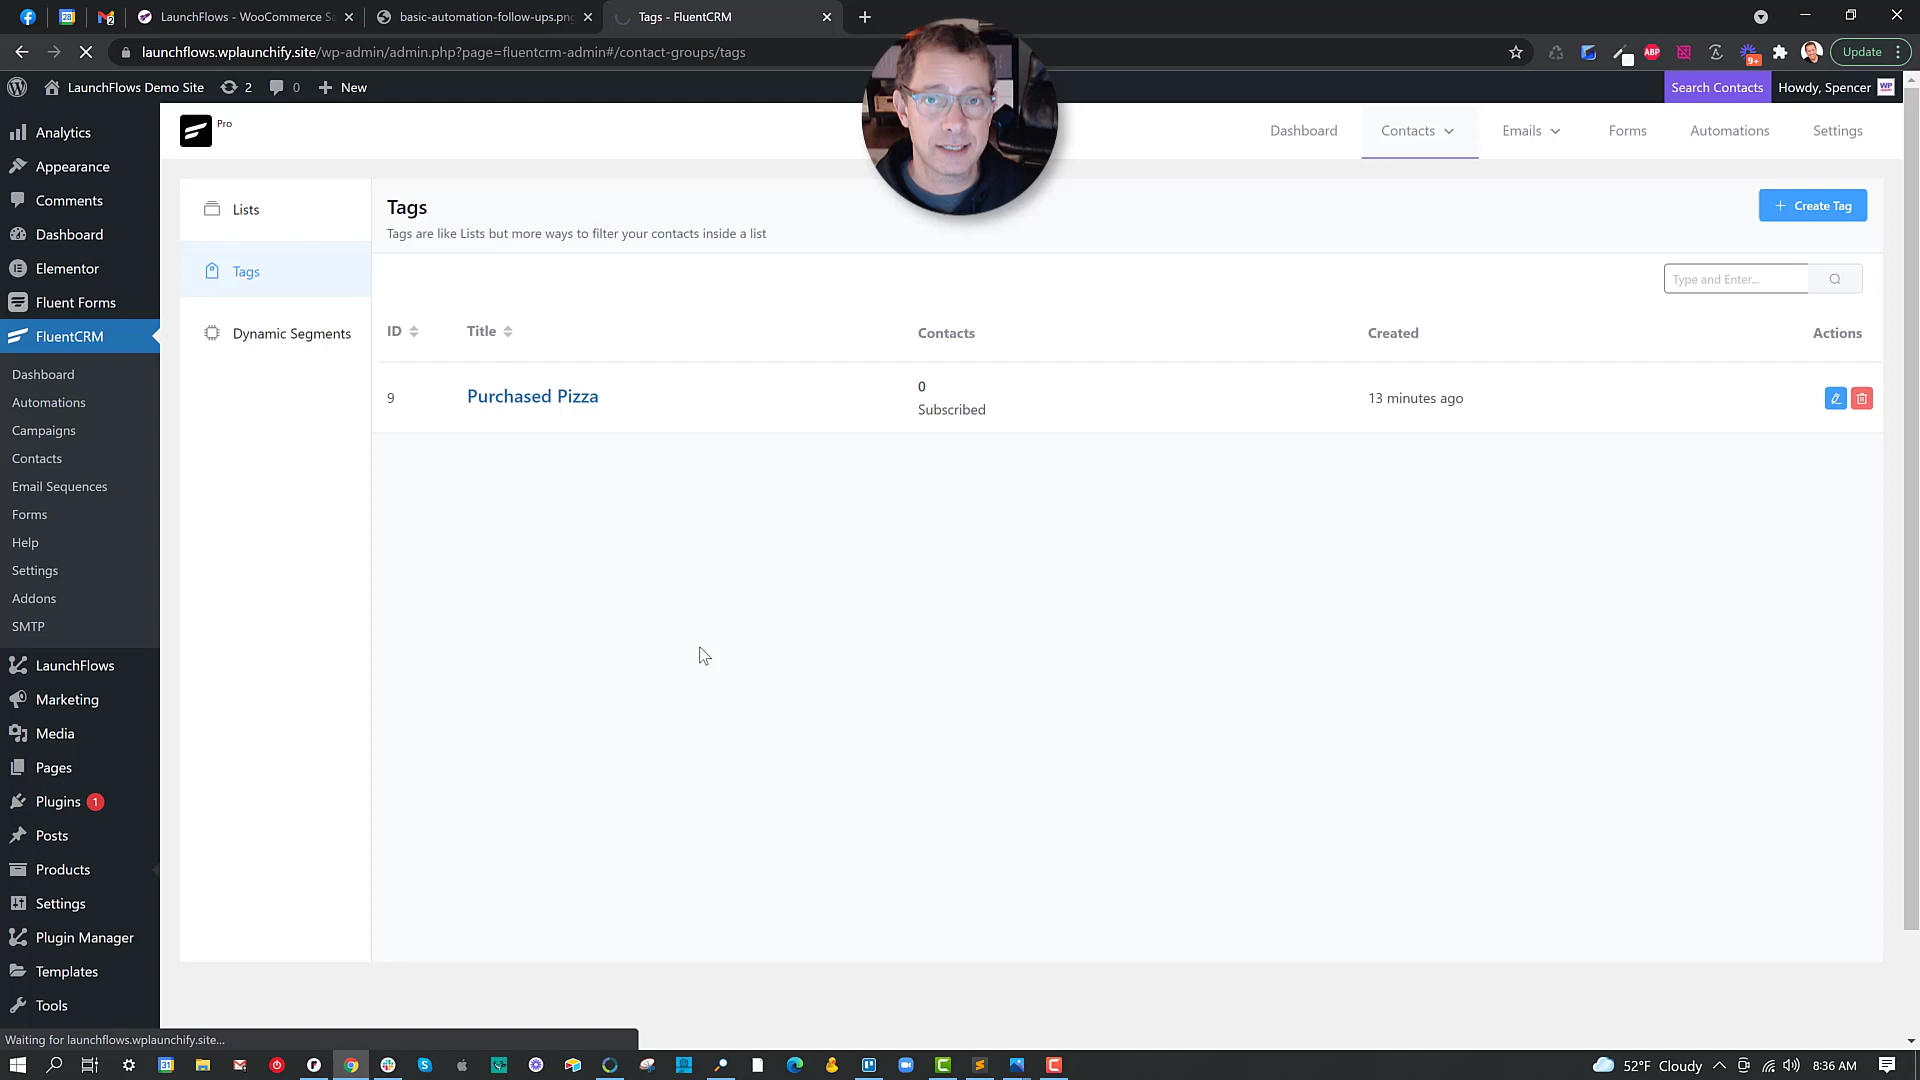 LaunchFlows - WooCommerce Sa
basic-automation-follow-ups.png
Tags - FluentCRM
launchflows.wplaunchify.site/wp-admin/admin.php?page=fluentcrm-admin#/contact-groups/tags
ABP
9+
Update
LaunchFlows Demo Site
2
0
New
Search Contacts
Howdy, Spencer
WP
Analytics
Appearance
Comments
Dashboard
Elementor
Fluent Forms
FluentCRM
Dashboard
Automations
Campaigns
Contacts
Email Sequences
Forms
Help
Settings
Addons
SMTP
LaunchFlows
Marketing
Media
Pages
Plugins 1
Posts
Products
Settings
Plugin Manager
Templates
Tools
Pro
Dashboard
Contacts
Emails
Forms
Automations
Settings
Lists
Tags
Dynamic Segments
Tags
Tags are like Lists but more ways to filter your contacts inside a list
+ Create Tag
Type and Enter...
ID
Title
Contacts
Created
Actions
9
Purchased Pizza
0
Subscribed
13 minutes ago
Waiting for launchflows.wplaunchify.site...
52°F Cloudy
8:36 AM